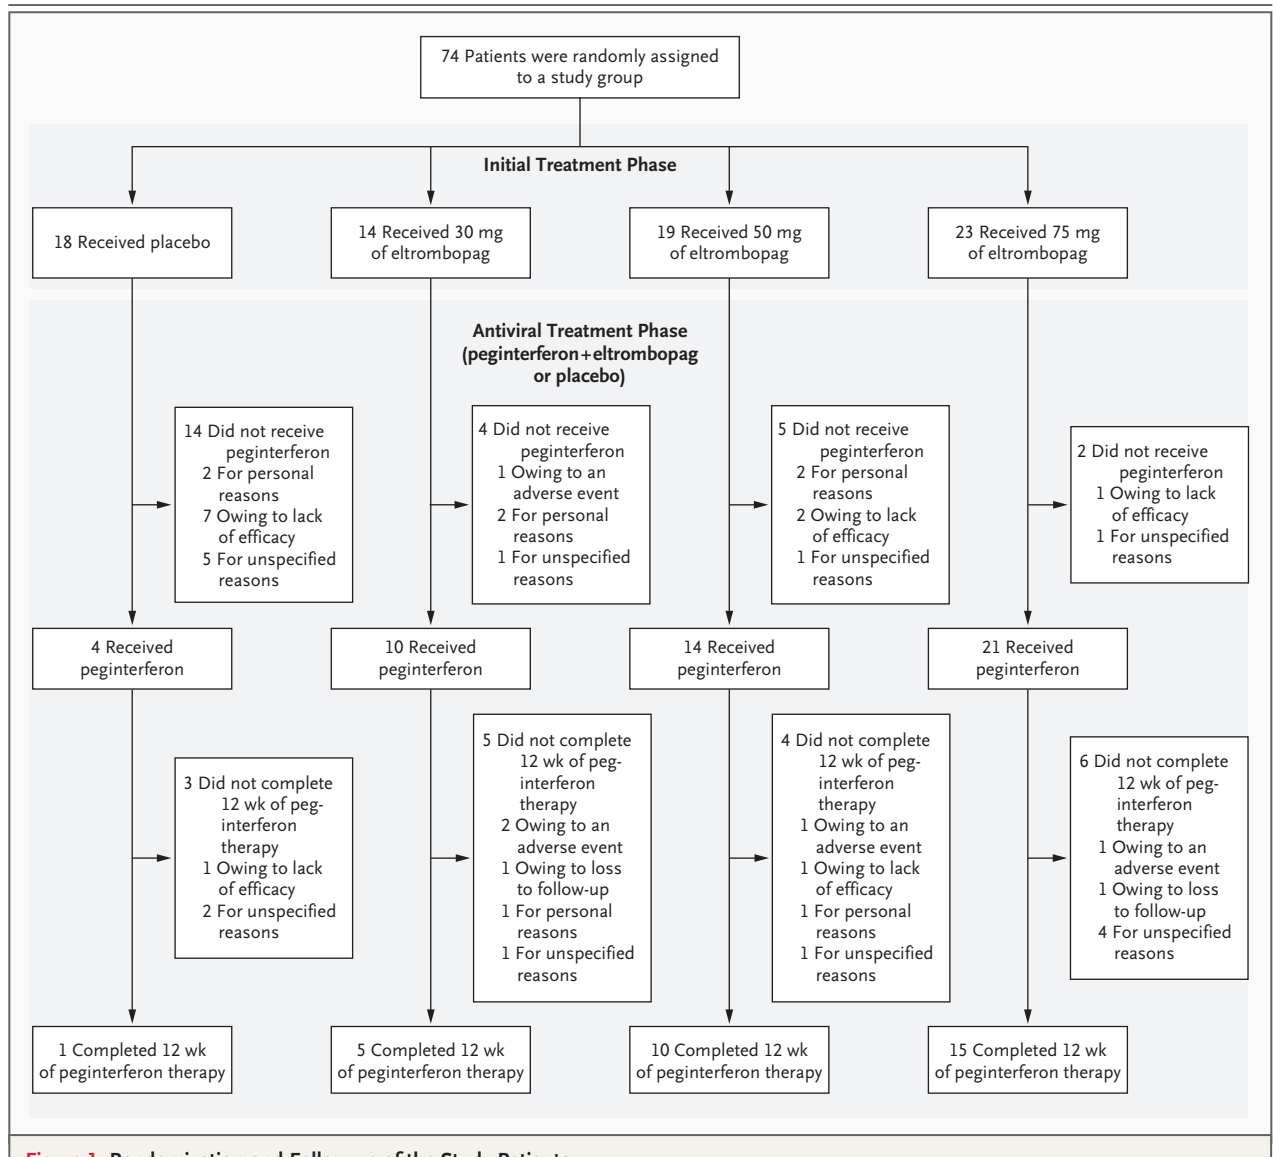 74 Patients were randomly assigned
to a study group
Initial Treatment Phase
18 Received placebo
14 Received 30 mg
of eltrombopag
19 Received 50 mg
of eltrombopag
23 Received 75 mg
of eltrombopag
Antiviral Treatment Phase
(peginterferon+eltrombopag
or placebo)
14 Did not receive
peginterferon
2 For personal
reasons
7 Owing to lack
of efficacy
5 For unspecified
reasons
4 Did not receive
peginterferon
1 Owing to an
adverse event
2 For personal
reasons
1 For unspecified
reasons
5 Did not receive
peginterferon
2 For personal
reasons
2 Owing to lack
of efficacy
1 For unspecified
reasons
2 Did not receive
peginterferon
1 Owing to lack
of efficacy
1 For unspecified
reasons
4 Received
peginterferon
10 Received
peginterferon
14 Received
peginterferon
21 Received
peginterferon
3 Did not complete
12 wk of peg-
interferon
therapy
1 Owing to lack
of efficacy
2 For unspecified
reasons
5 Did not complete
12 wk of peg-
interferon
therapy
2 Owing to an
adverse event
1 Owing to loss
to follow-up
1 For personal
reasons
1 For unspecified
reasons
4 Did not complete
12 wk of peg-
interferon
therapy
1 Owing to an
adverse event
1 Owing to lack
of efficacy
1 For personal
reasons
1 For unspecified
reasons
6 Did not complete
12 wk of peg-
interferon
therapy
1 Owing to an
adverse event
1 Owing to loss
to follow-up
4 For unspecified
reasons
1 Completed 12 wk
of peginterferon therapy
5 Completed 12 wk
of peginterferon therapy
10 Completed 12 wk
of peginterferon therapy
15 Completed 12 wk
of peginterferon therapy